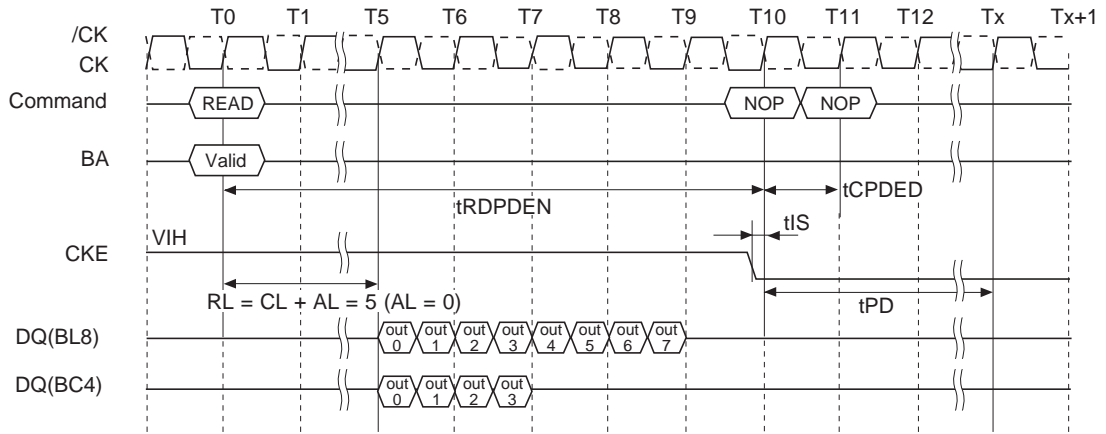 T0 T1 T5 T6 T7 T8 T9 T10 T11 T12 Tx Tx+1
/CK
CK
Command READ NOP NOP
BA Valid
tRDPDEN tCPDED
tIS
VIH
CKE
RL = CL + AL = 5 (AL = 0) tPD
DQ(BL8) out 0 out 1 out 2 out 3 out 4 out 5 out 6 out 7
DQ(BC4) out 0 out 1 out 2 out 3